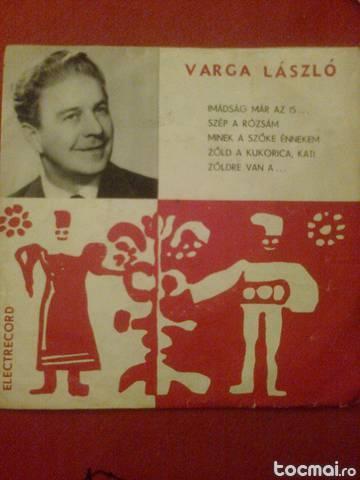 VARGA LÁSZLÓ
IMÁDSÁG MÁR AZ IS...
SZÉP A RÓZSÁM
MINEK A SZŐKE ÉNNEKEM
ZÖLD A KUKORICA, KATI
ZÖLDRE VAN A...
ELECTRECORD
tocmai.ro